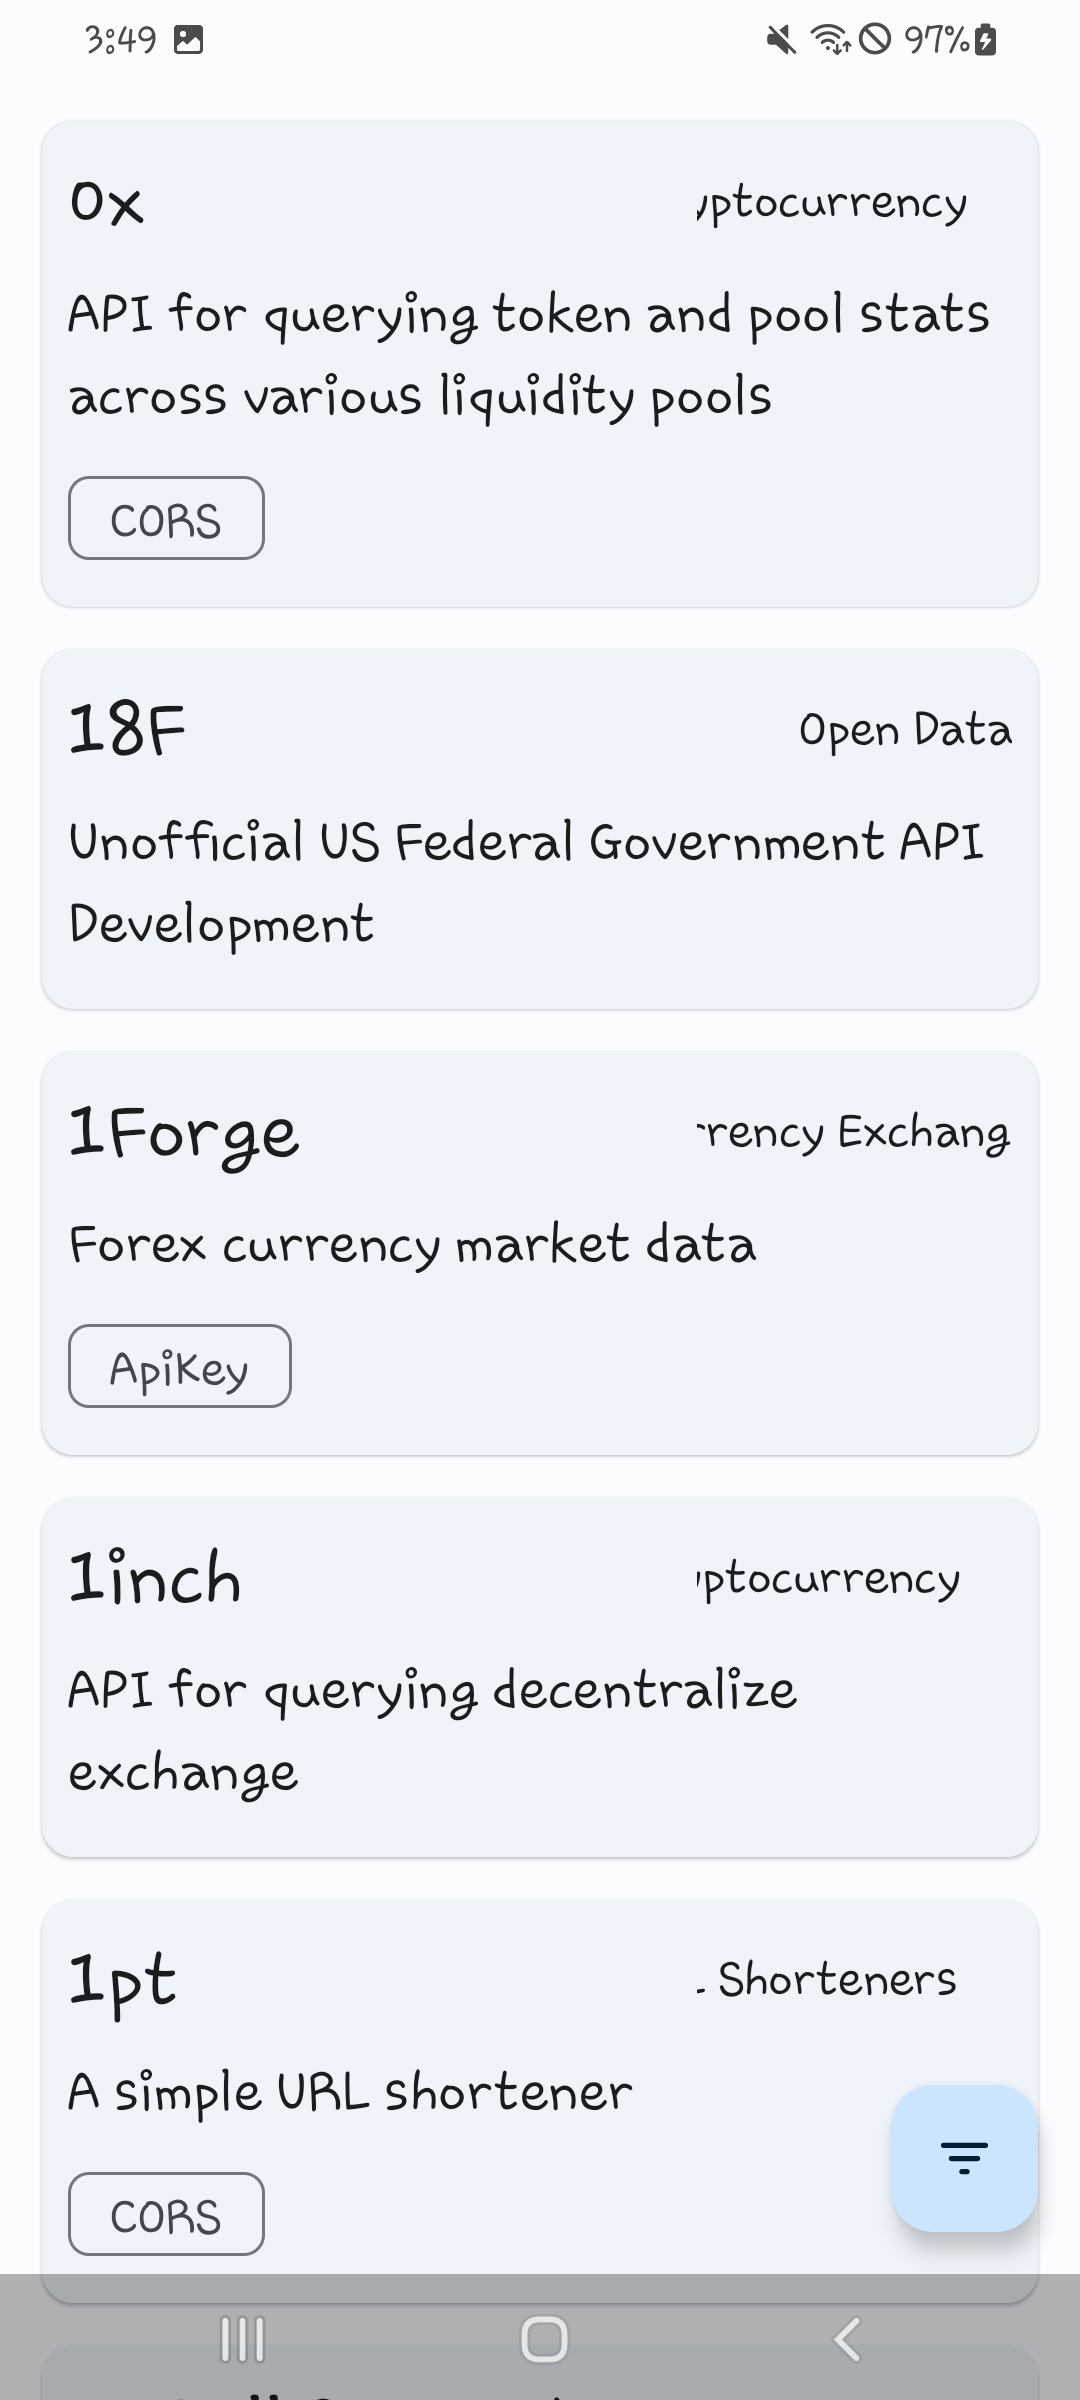 3:49 97%
0x yptocurrency
API for querying token and pool stats
across various liquidity pools
CORS
18F Open Data
Unofficial US Federal Government API
Development
1Forge rrency Exchang
Forex currency market data
ApiKey
1inch yptocurrency
API for querying decentralize
exchange
1pt Shorteners
A simple URL shortener
CORS